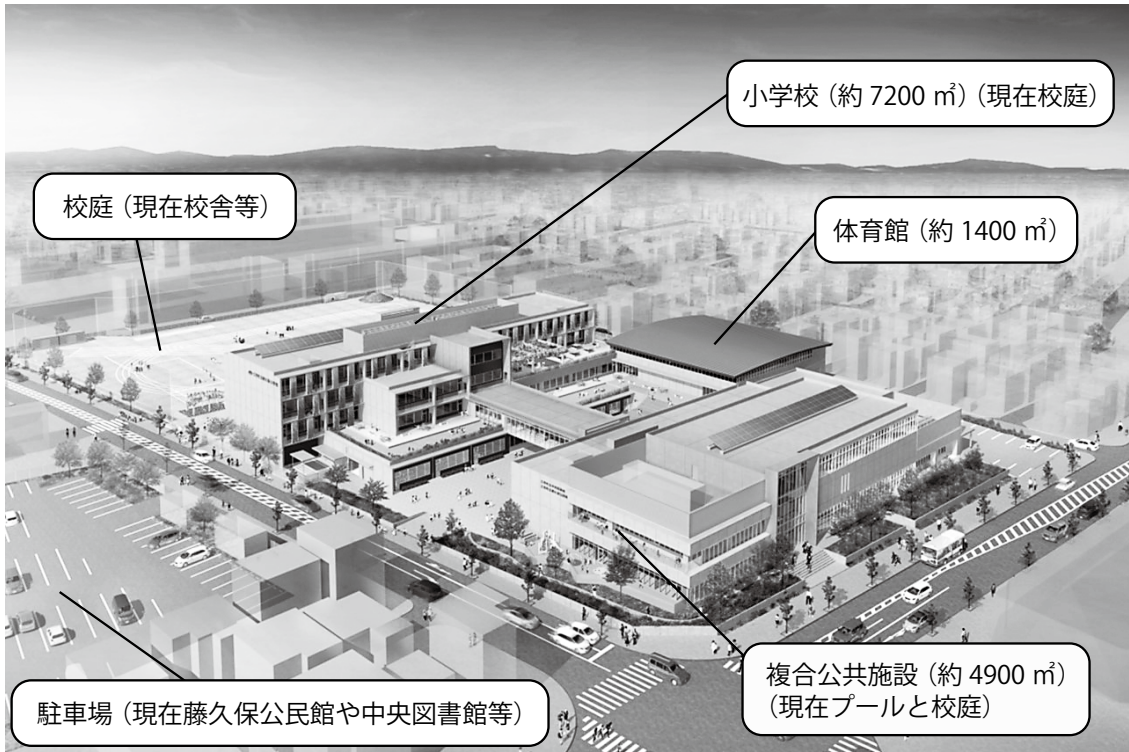 小学校（約 7200 ㎡）（現在校庭）
校庭（現在校舎等）
体育館（約 1400 ㎡）
複合公共施設（約 4900 ㎡）
（現在プールと校庭）
駐車場（現在藤久保公民館や中央図書館等）